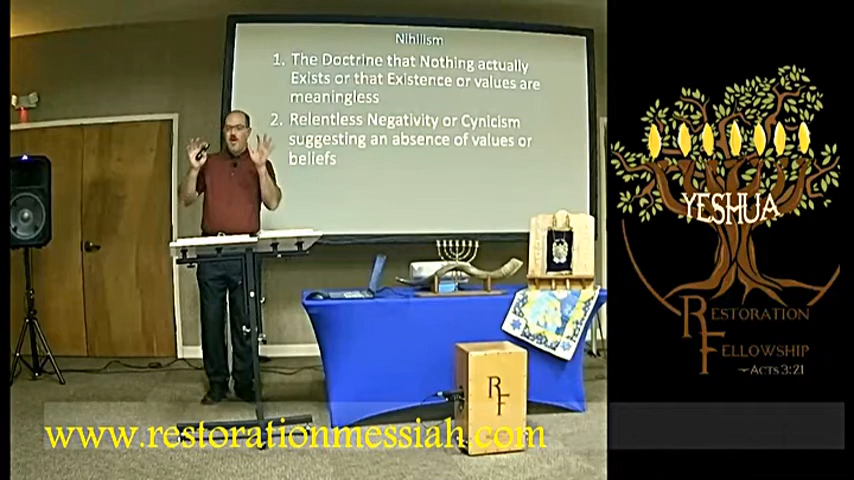 Nihilism
1. The Doctrine that Nothing actually
Exists or that Existence or values are
meaningless
2. Relentless Negativity or Cynicism
suggesting an absence of values or
beliefs
YESHUA
RESTORATION
FELLOWSHIP
~ACTS 3:21
RF
www.restorationmessiah.com